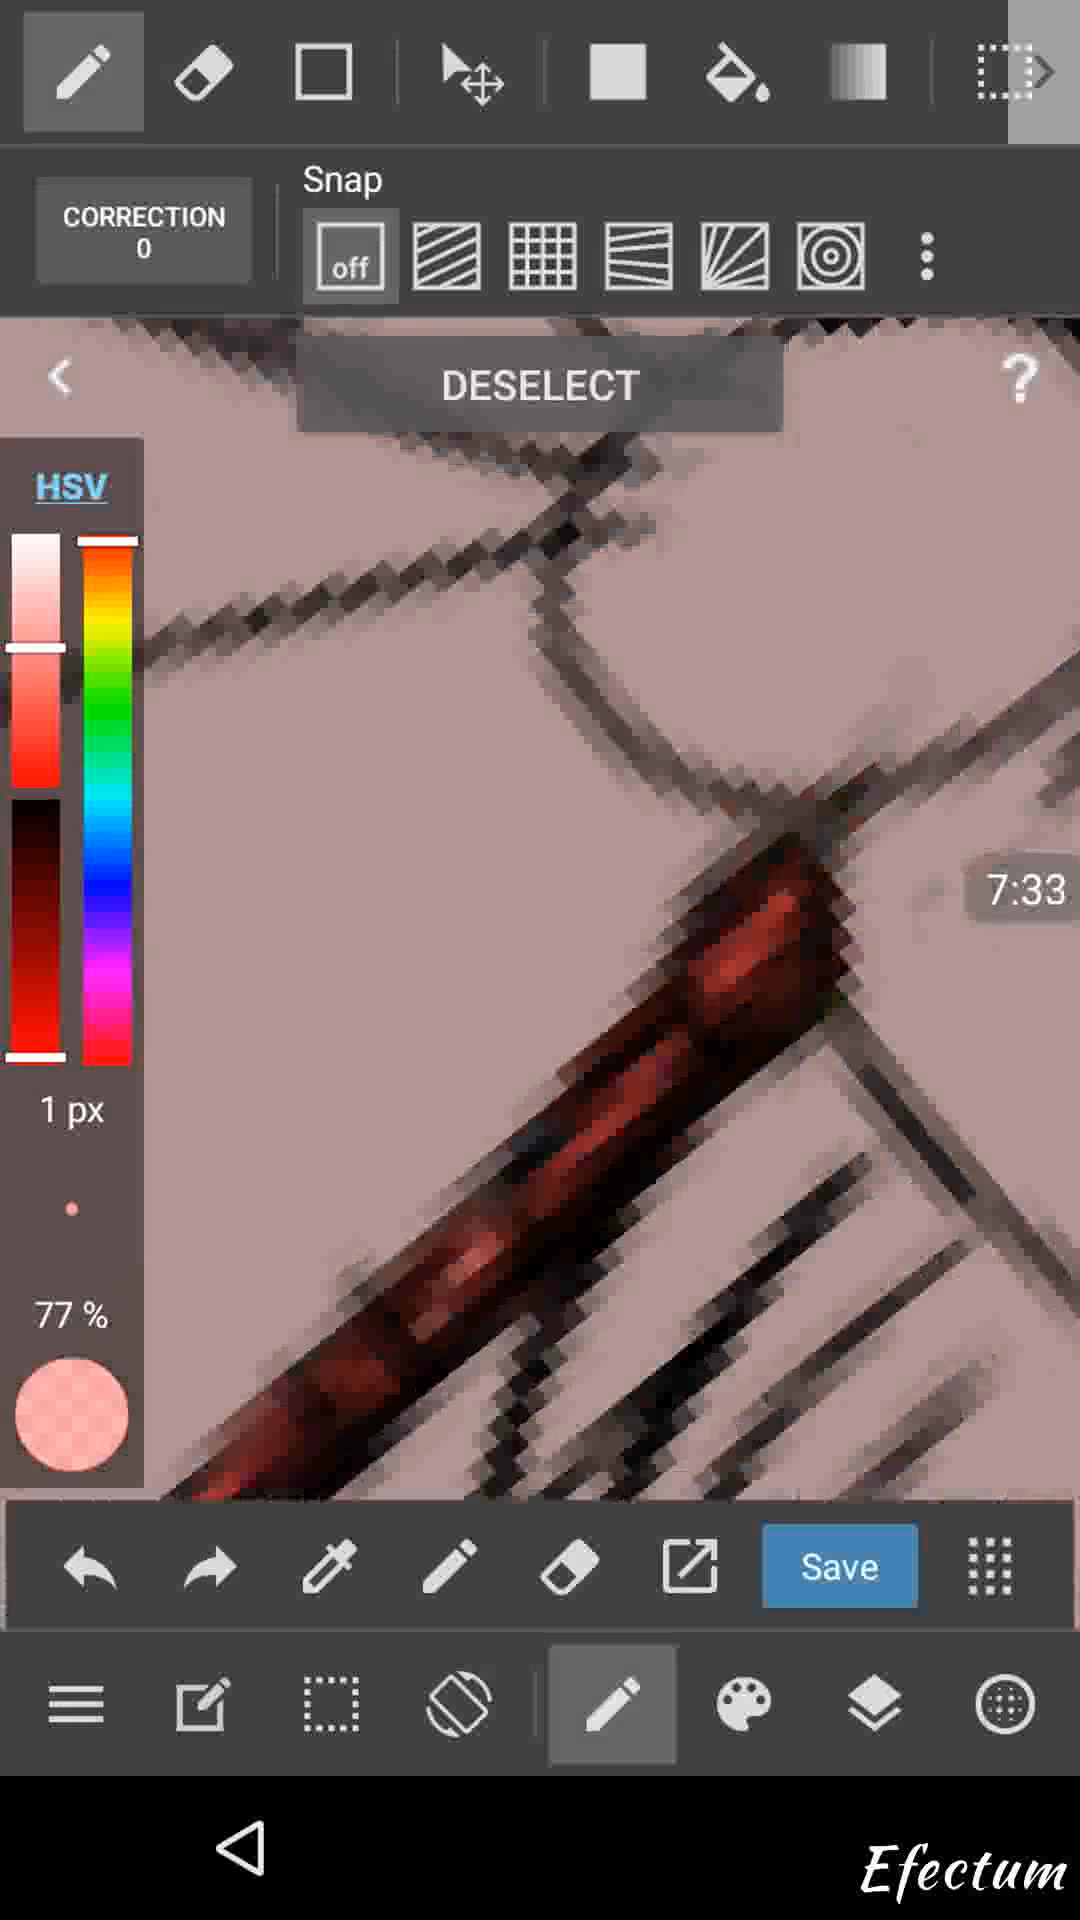 CORRECTION
0
Snap
off
DESELECT
?
HSV
7:33
1 px
77 %
Save
Efectum